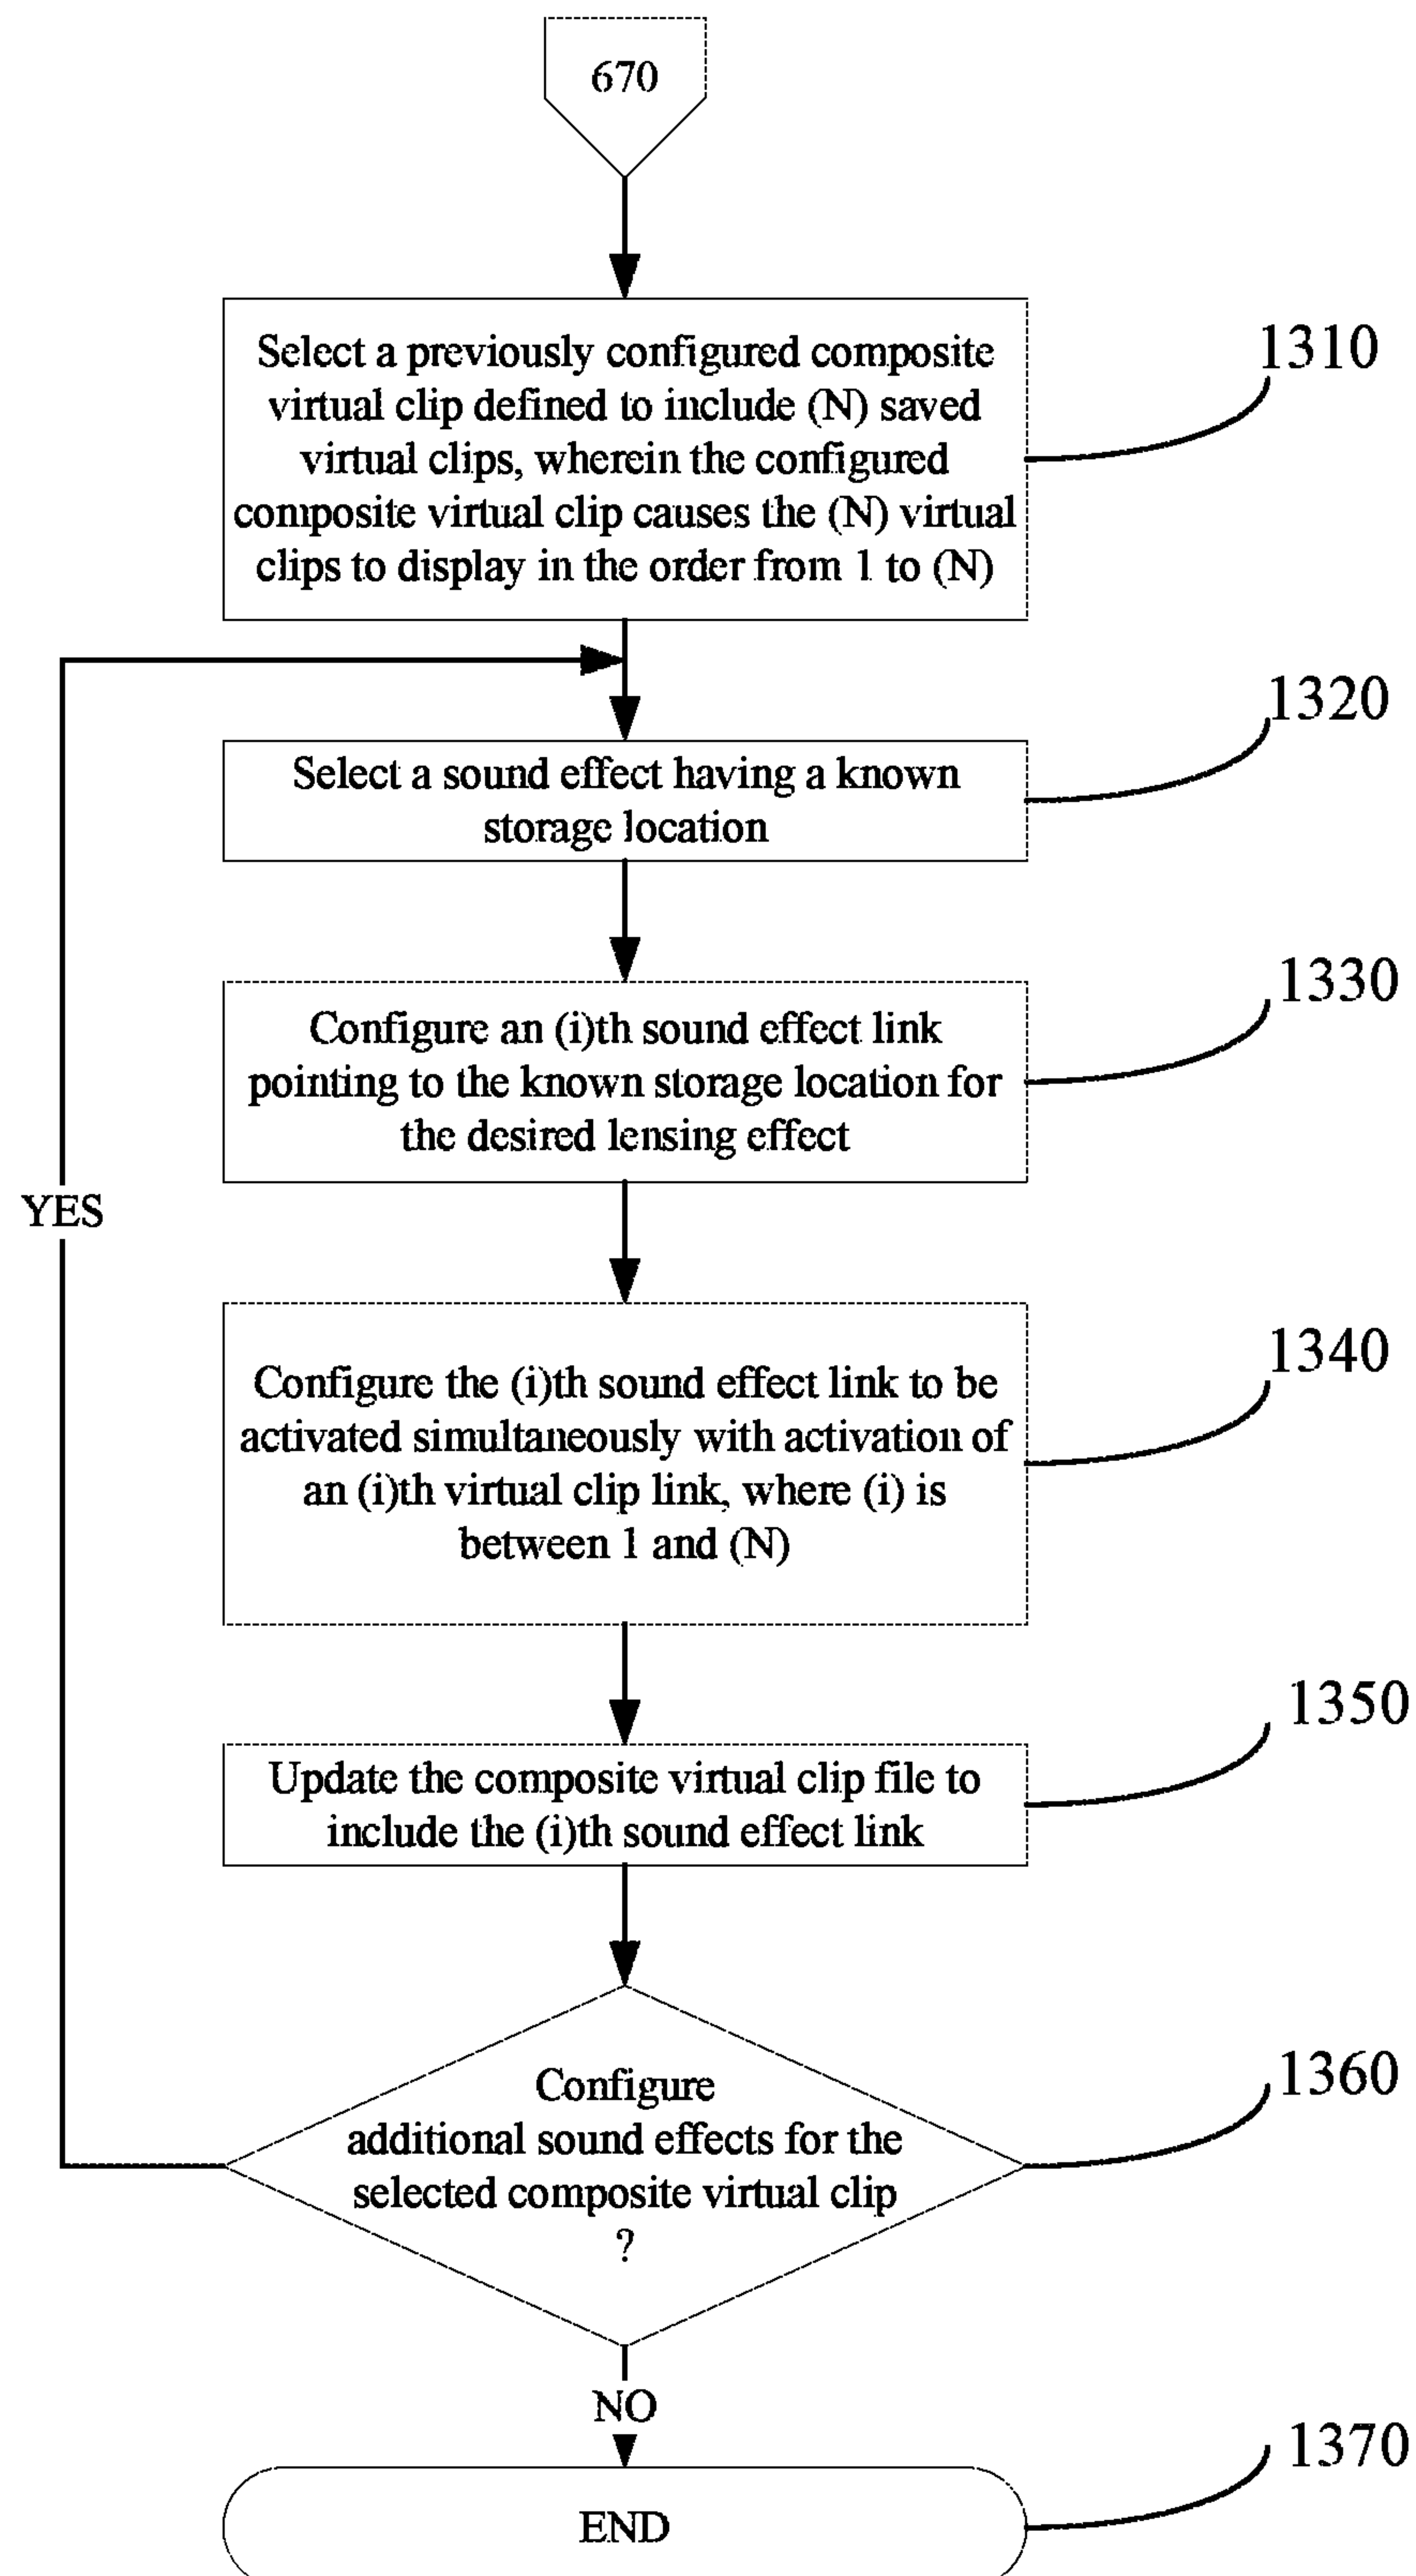 670
Select a previously configured composite
virtual clip defined to include (N) saved
virtual clips, wherein the configured
composite virtual clip causes the (N) virtual
clips to display in the order from 1 to (N)
1310
Select a sound effect having a known
storage location
1320
Configure an (i)th sound effect link
pointing to the known storage location for
the desired lensing effect
1330
YES
Configure the (i)th sound effect link to be
activated simultaneously with activation of
an (i)th virtual clip link, where (i) is
between 1 and (N)
1340
Update the composite virtual clip file to
include the (i)th sound effect link
1350
Configure
additional sound effects for the
selected composite virtual clip
?
1360
NO
END
1370